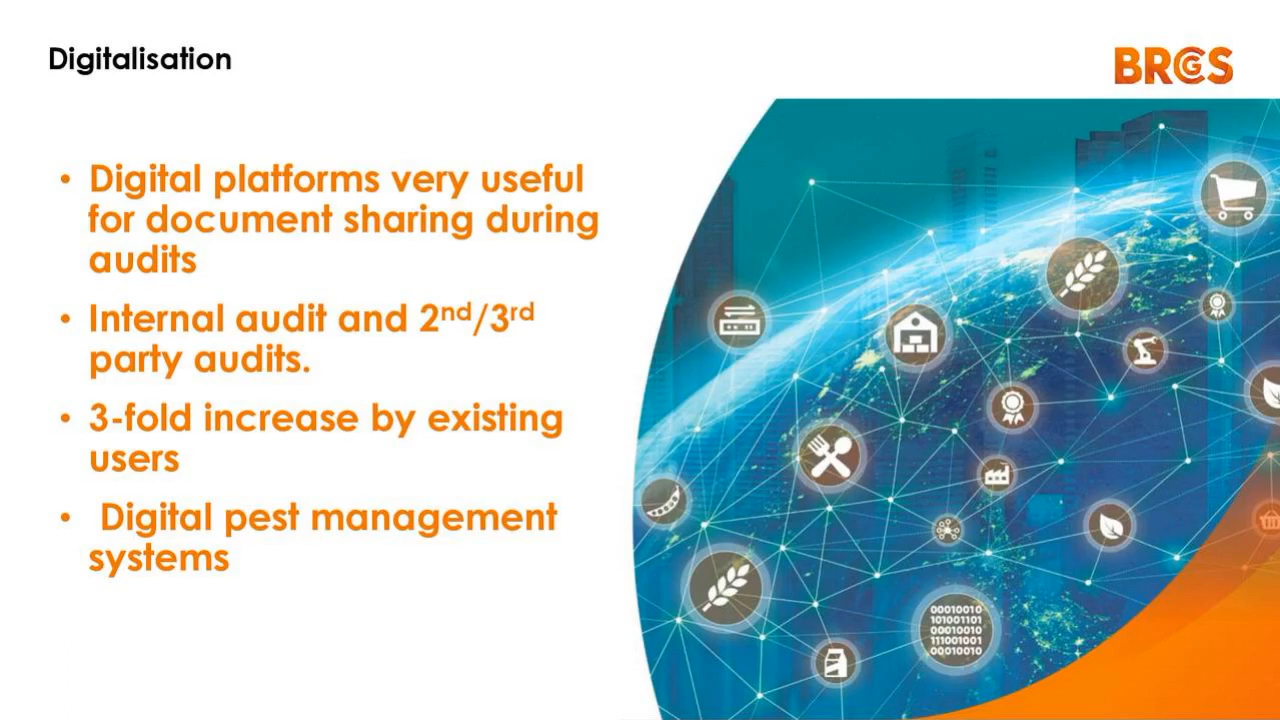 Digitalisation
BRCGS
• Digital platforms very useful
for document sharing during
audits
• Internal audit and 2nd/3rd
party audits.
• 3-fold increase by existing
users
• Digital pest management
systems
00010010
101001101
00010010
111001001
00010010